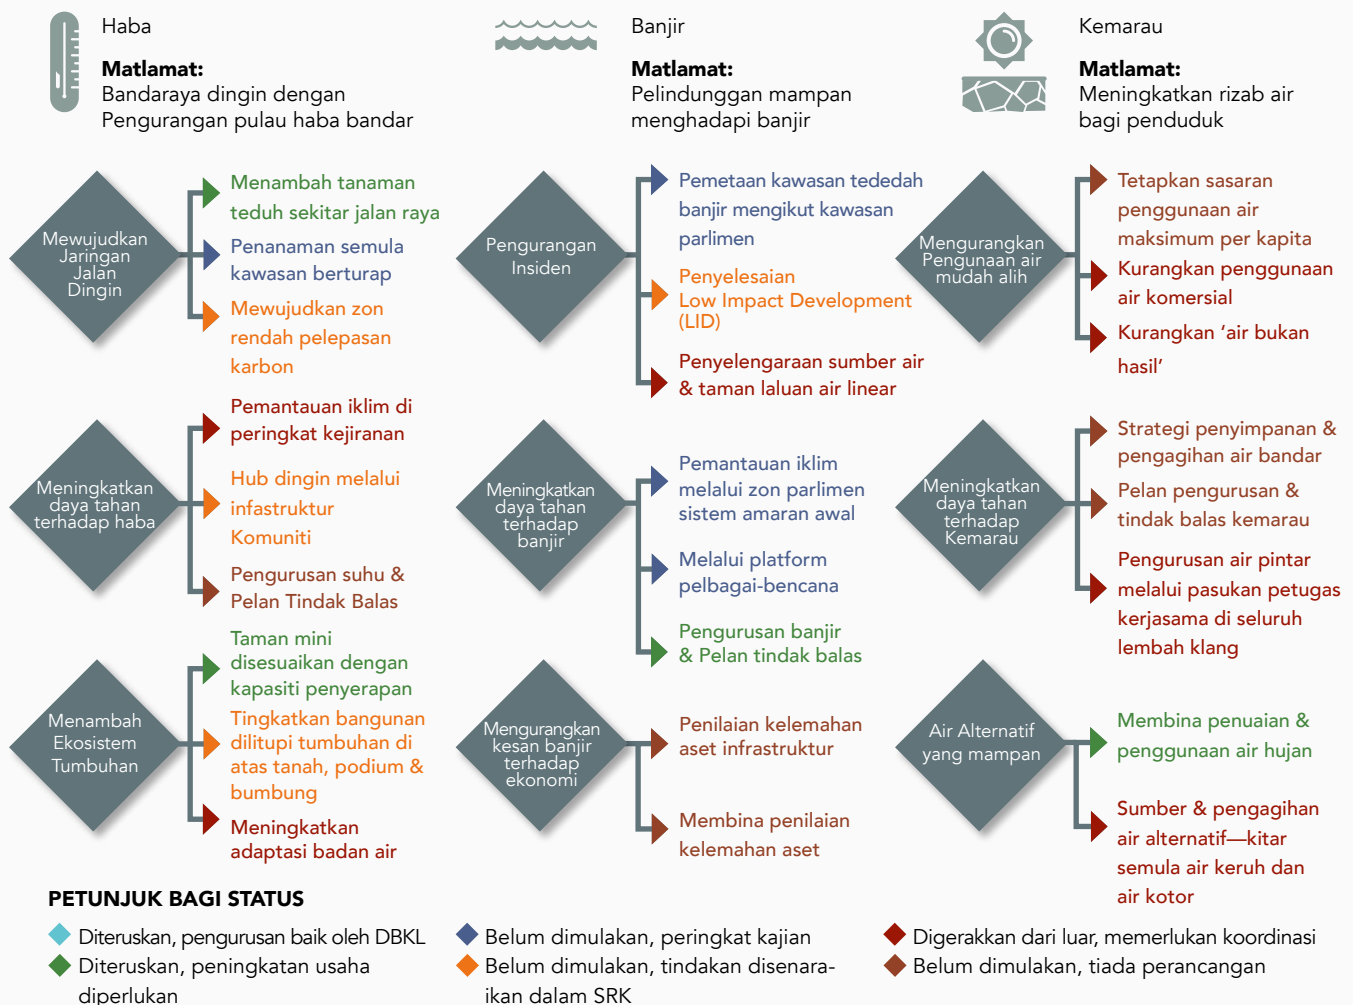 Haba
Matlamat:
Bandaraya dingin dengan
Pengurangan pulau haba bandar
Mewujudkan
Jaringan
Jalan
Dingin
Menambah tanaman
teduh sekitar jalan raya
Penanaman semula
kawasan berturap
Mewujudkan zon
rendah pelepasan
karbon
Meningkatkan
daya tahan
terhadap haba
Pemantauan iklim di
peringkat kejiranan
Hub dingin melalui
infastruktur
Komuniti
Pengurusan suhu &
Pelan Tindak Balas
Menambah
Ekosistem
Tumbuhan
Taman mini
disesuaikan dengan
kapasiti penyerapan
Tingkatkan bangunan
dilitupi tumbuhan di
atas tanah, podium &
bumbung
Meningkatkan
adaptasi badan air
Banjir
Matlamat:
Pelindunggan mampan
menghadapi banjir
Pengurangan
Insiden
Pemetaan kawasan tededah
banjir mengikut kawasan
parlimen
Penyelesaian
Low Impact Development
(LID)
Penyelengaraan sumber air
& taman laluan air linear
Meningkatkan
daya tahan
terhadap
banjir
Pemantauan iklim
melalui zon parlimen
sistem amaran awal
Melalui platform
pelbagai-bencana
Pengurusan banjir
& Pelan tindak balas
Mengurangkan
kesan banjir
terhadap
ekonomi
Penilaian kelemahan
aset infrastruktur
Membina penilaian
kelemahan aset
Kemarau
Matlamat:
Meningkatkan rizab air
bagi penduduk
Mengurangkan
Pengunaan air
mudah alih
Tetapkan sasaran
penggunaan air
maksimum per kapita
Kurangkan penggunaan
air komersial
Kurangkan ‘air bukan
hasil’
Meningkatkan
daya tahan
terhadap
Kemarau
Strategi penyimpanan &
pengagihan air bandar
Pelan pengurusan &
tindak balas kemarau
Pengurusan air pintar
melalui pasukan petugas
kerjasama di seluruh
lembah klang
Air Alternatif
yang mampan
Membina penuaian &
penggunaan air hujan
Sumber & pengagihan
air alternatif—kitar
semula air keruh dan
air kotor
PETUNJUK BAGI STATUS
Diteruskan, pengurusan baik oleh DBKL
Diteruskan, peningkatan usaha
diperlukan
Belum dimulakan, peringkat kajian
Belum dimulakan, tindakan disenara-
ikan dalam SRK
Digerakkan dari luar, memerlukan koordinasi
Belum dimulakan, tiada perancangan